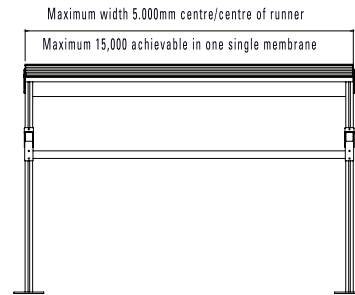 Maximum width 5.000mm centre/centre of runner
Maximum 15,000 achievable in one single membrane